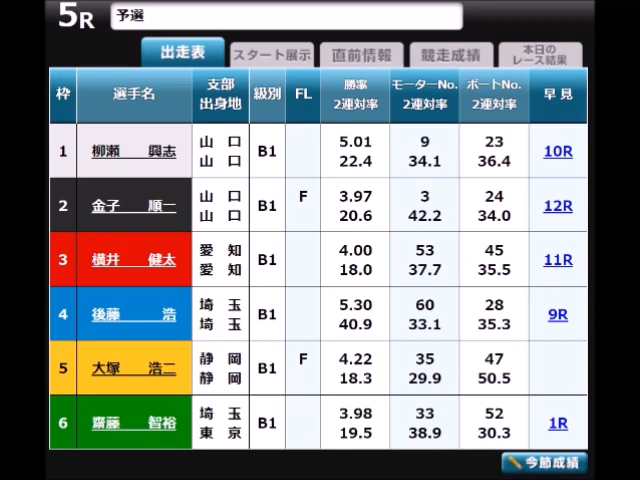 5R 予選
出走表 スタート展示 直前情報 競走成績 本日の
レース結果
枠 選手名 支部 級別 FL 勝率 モーターNo. ボートNo. 早見
出身地 2連対率 2連対率 2連対率
1 柳瀬 興志 山口 B1 5.01 9 23 10R
山口 22.4 34.1 36.4
2 金子 順一 山口 B1 F 3.97 3 24 12R
山口 20.6 42.2 34.0
3 横井 健太 愛知 B1 4.00 53 45 11R
愛知 18.0 37.7 35.5
4 後藤 浩 埼玉 B1 5.30 60 28 9R
埼玉 40.9 33.1 35.3
5 大塚 浩二 静岡 B1 F 4.22 35 47
静岡 18.3 29.9 50.5
6 齋藤 智裕 埼玉 B1 3.98 33 52 1R
東京 19.5 38.9 30.3
今節成績